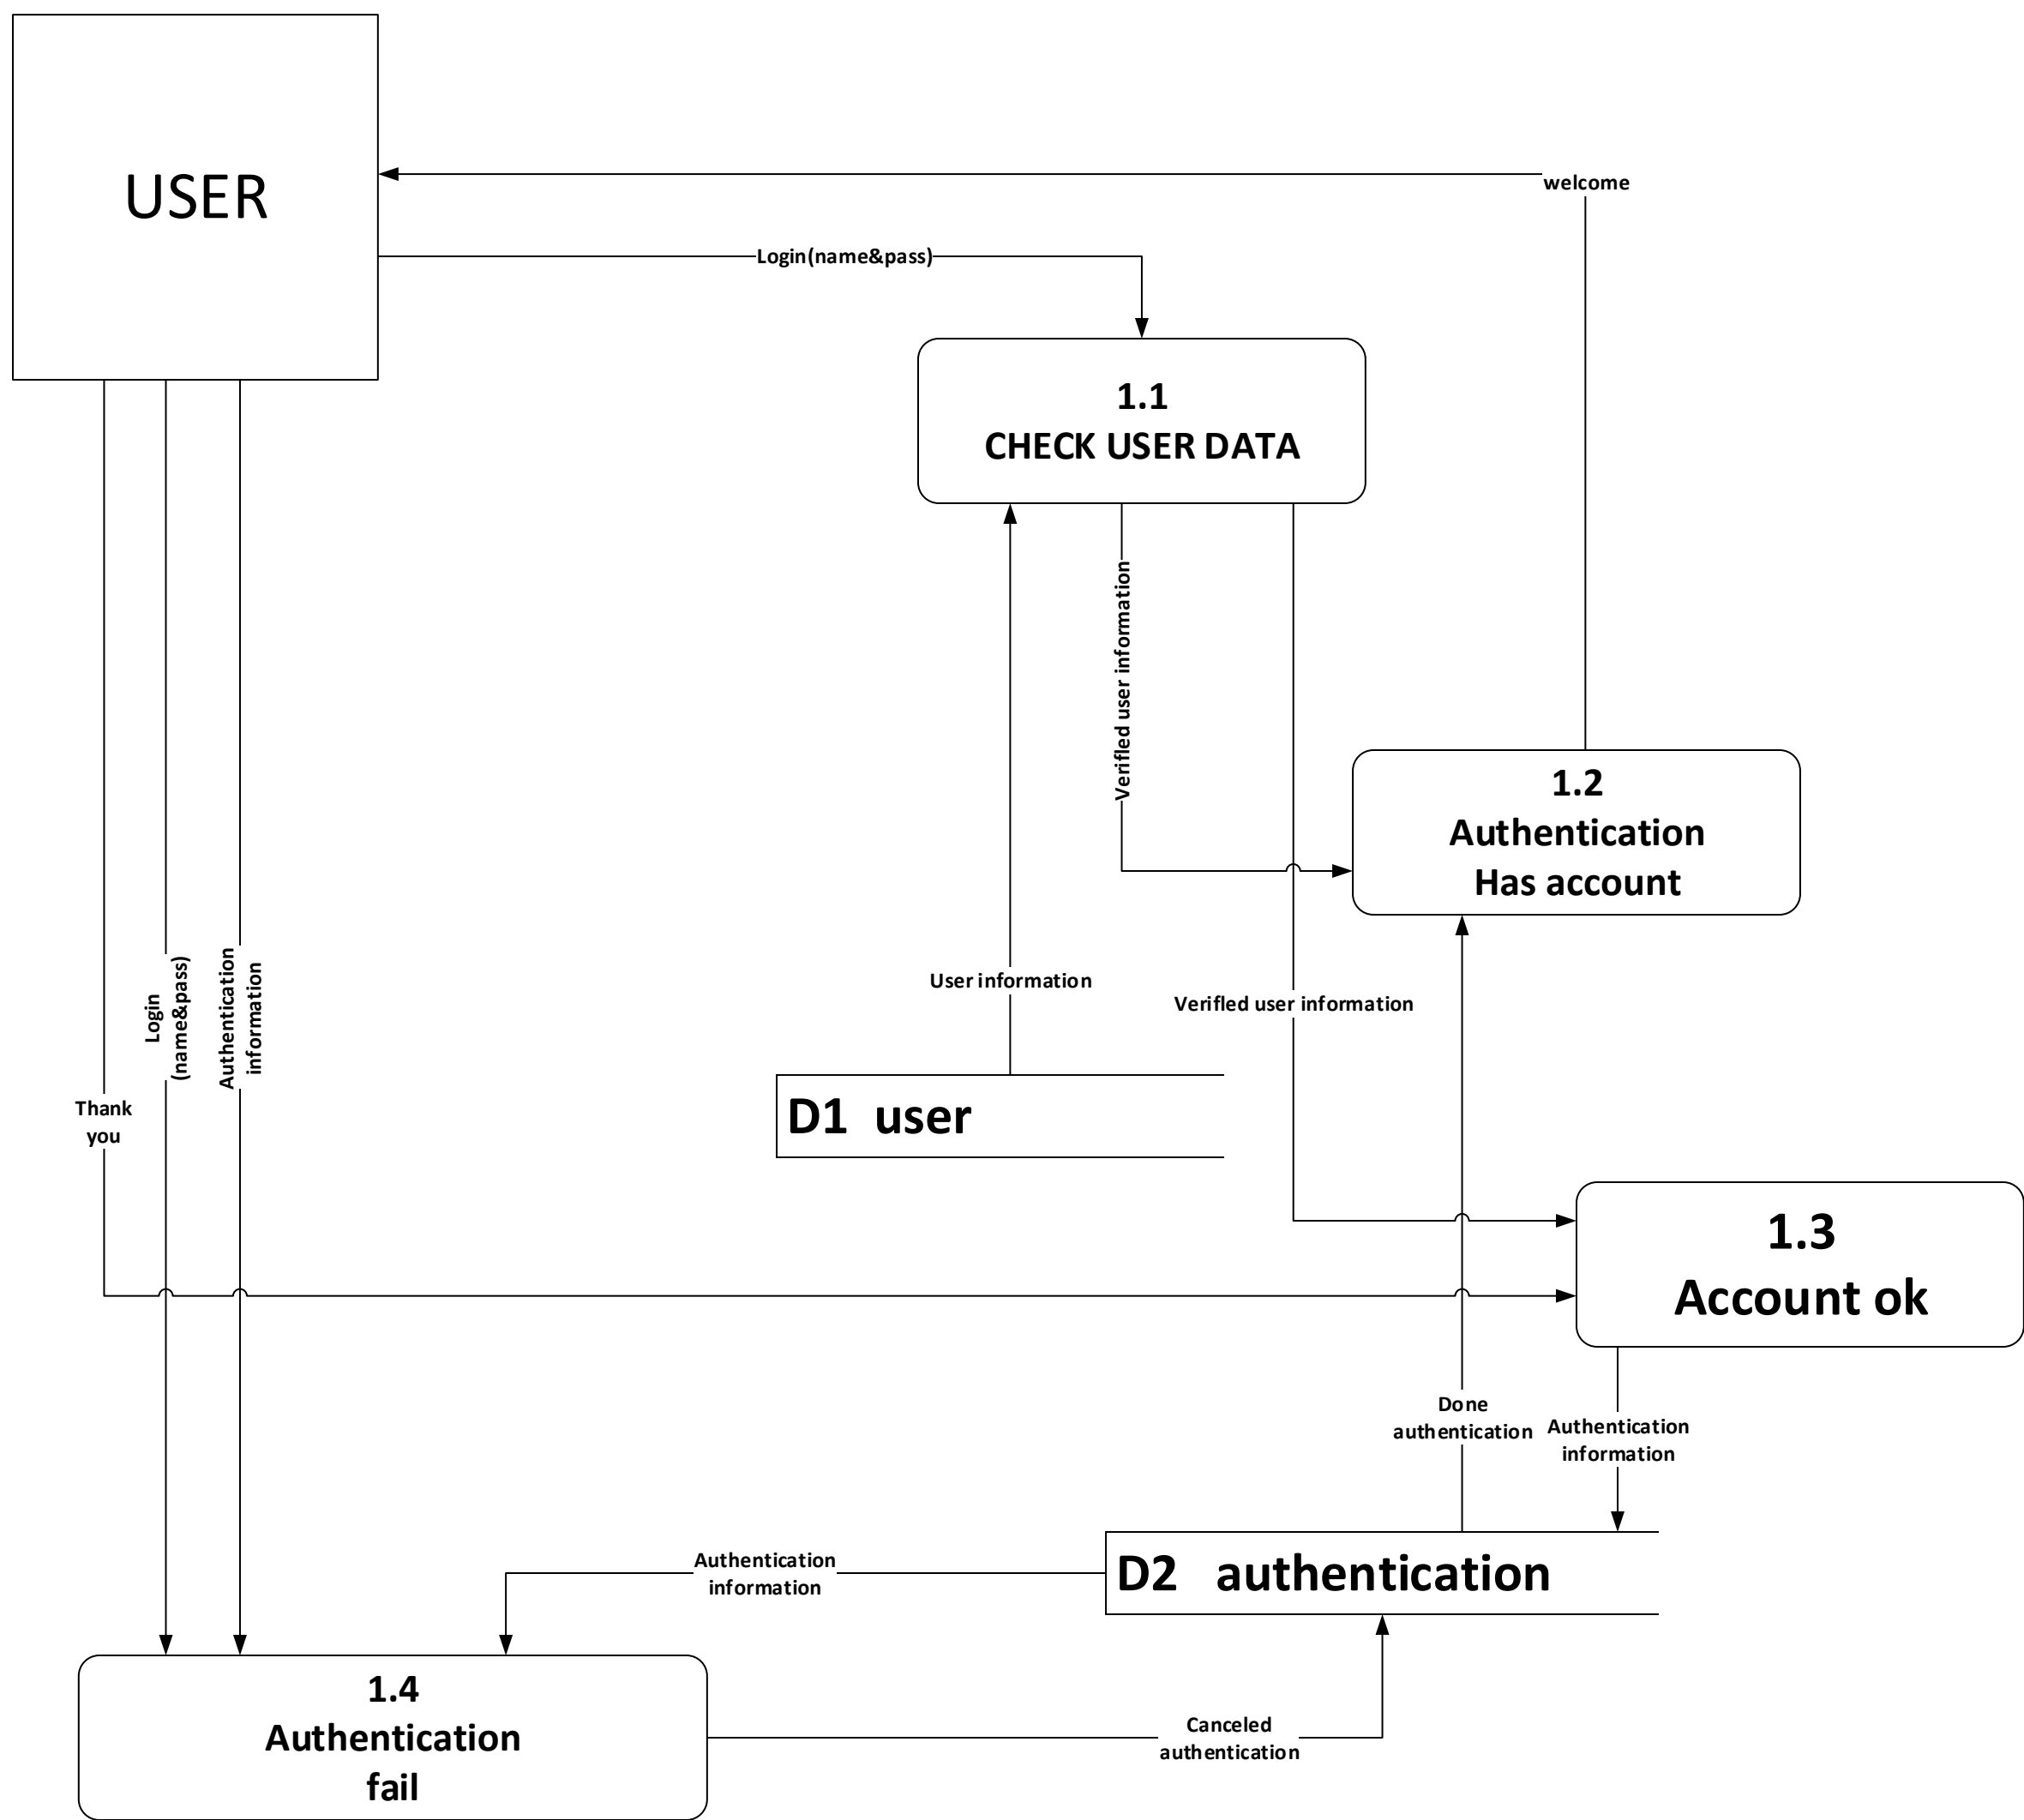 USER
welcome
Login(name&pass)
1.1
CHECK USER DATA
Verified user information
1.2
Authentication
Has account
Login
(name&pass)
Authentication
information
User information
Verified user information
Thank
you
D1 user
1.3
Account ok
Done
authentication
Authentication
information
Authentication
information
D2 authentication
1.4
Authentication
fail
Canceled
authentication